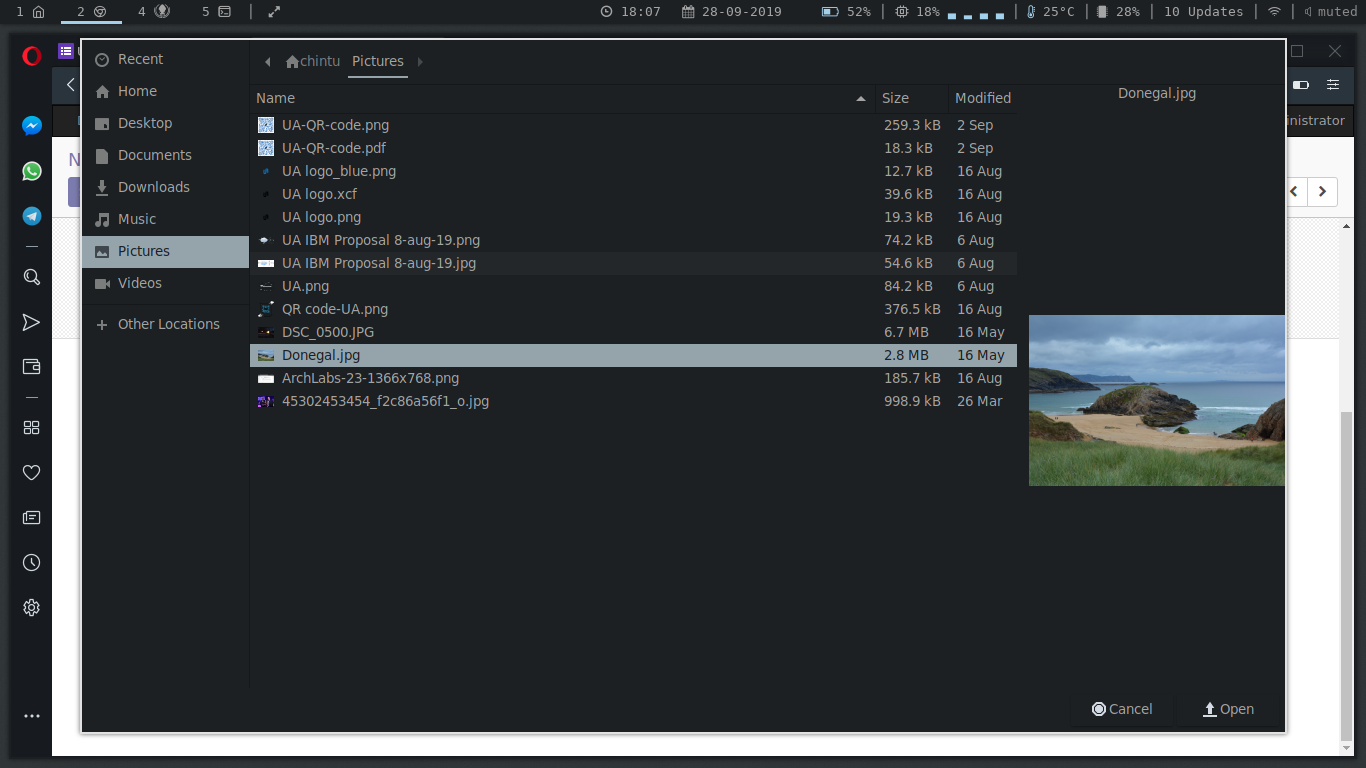 1 2 4 5 18:07 28-09-2019 52% 18% 25°C 28% 10 Updates muted
Recent
Home
Desktop
Documents
Downloads
Music
Pictures
Videos
Other Locations
chintu Pictures
Name Size Modified
UA-QR-code.png 259.3 kB 2 Sep
UA-QR-code.pdf 18.3 kB 2 Sep
UA logo_blue.png 12.7 kB 16 Aug
UA logo.xcf 39.6 kB 16 Aug
UA logo.png 19.3 kB 16 Aug
UA IBM Proposal 8-aug-19.png 74.2 kB 6 Aug
UA IBM Proposal 8-aug-19.jpg 54.6 kB 6 Aug
UA.png 84.2 kB 6 Aug
QR code-UA.png 376.5 kB 16 Aug
DSC_0500.JPG 6.7 MB 16 May
Donegal.jpg 2.8 MB 16 May
ArchLabs-23-1366x768.png 185.7 kB 16 Aug
45302453454_f2c86a56f1_o.jpg 998.9 kB 26 Mar
Donegal.jpg
inistrator
N
Cancel Open